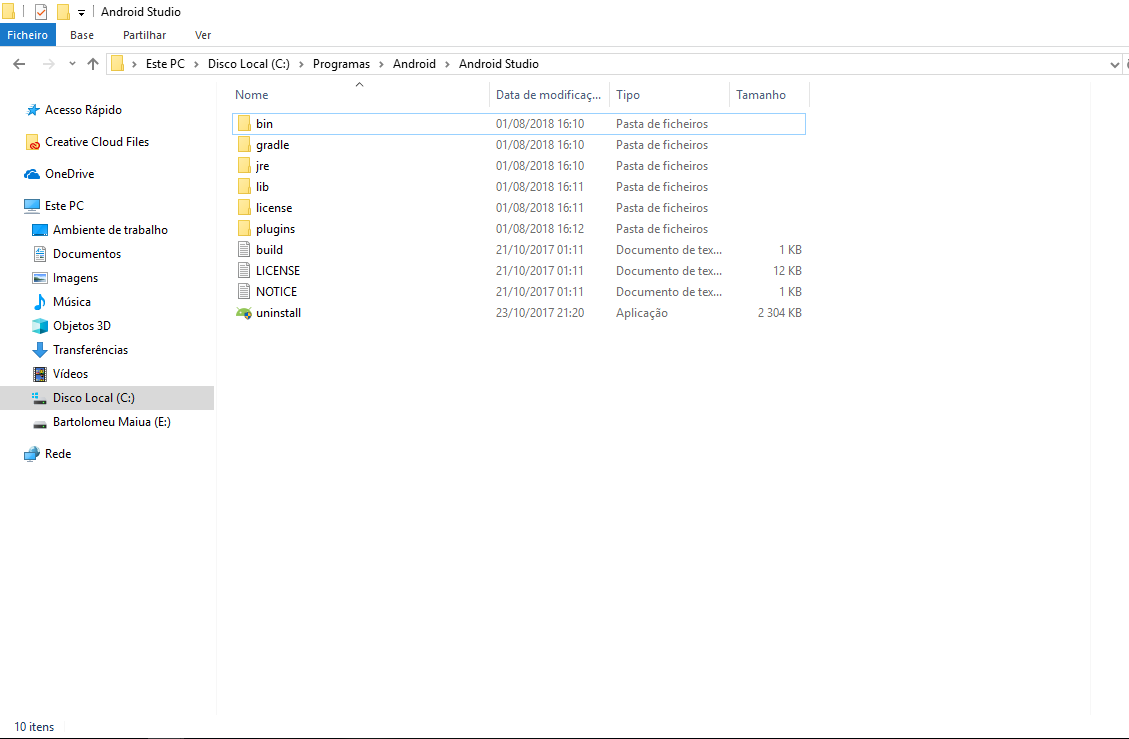 Android Studio
Ficheiro Base Partilhar Ver
Este PC Disco Local (C:) Programas Android Android Studio
Nome Data de modificaç... Tipo Tamanho
bin 01/08/2018 16:10 Pasta de ficheiros
gradle 01/08/2018 16:10 Pasta de ficheiros
jre 01/08/2018 16:10 Pasta de ficheiros
lib 01/08/2018 16:11 Pasta de ficheiros
license 01/08/2018 16:11 Pasta de ficheiros
plugins 01/08/2018 16:12 Pasta de ficheiros
build 21/10/2017 01:11 Documento de tex... 1 KB
LICENSE 21/10/2017 01:11 Documento de tex... 12 KB
NOTICE 21/10/2017 01:11 Documento de tex... 1 KB
uninstall 23/10/2017 21:20 Aplicação 2 304 KB
Acesso Rápido
Creative Cloud Files
OneDrive
Este PC
Ambiente de trabalho
Documentos
Imagens
Música
Objetos 3D
Transferências
Vídeos
Disco Local (C:)
Bartolomeu Maiua (E:)
Rede
10 itens